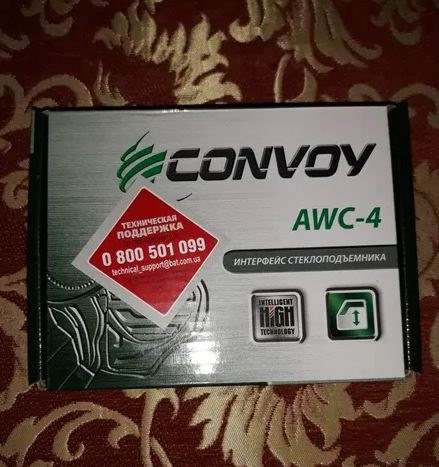 CONVOY
AWC-4
ИНТЕРФЕЙС СТЕКЛОПОДЪЕМНИКА
ТЕХНИЧЕСКАЯ
ПОДДЕРЖКА
0 800 501 099
technical_support@bat.com.ua
INTELLIGENT
HIGH
TECHNOLOGY